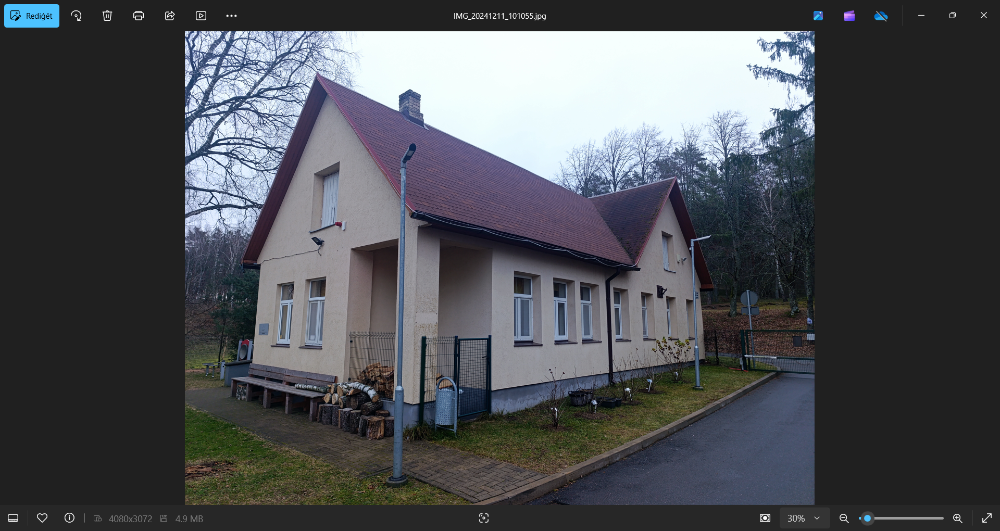 Rediģēt
IMG_20241211_101055.jpg
4080x3072
4.9 MB
30%